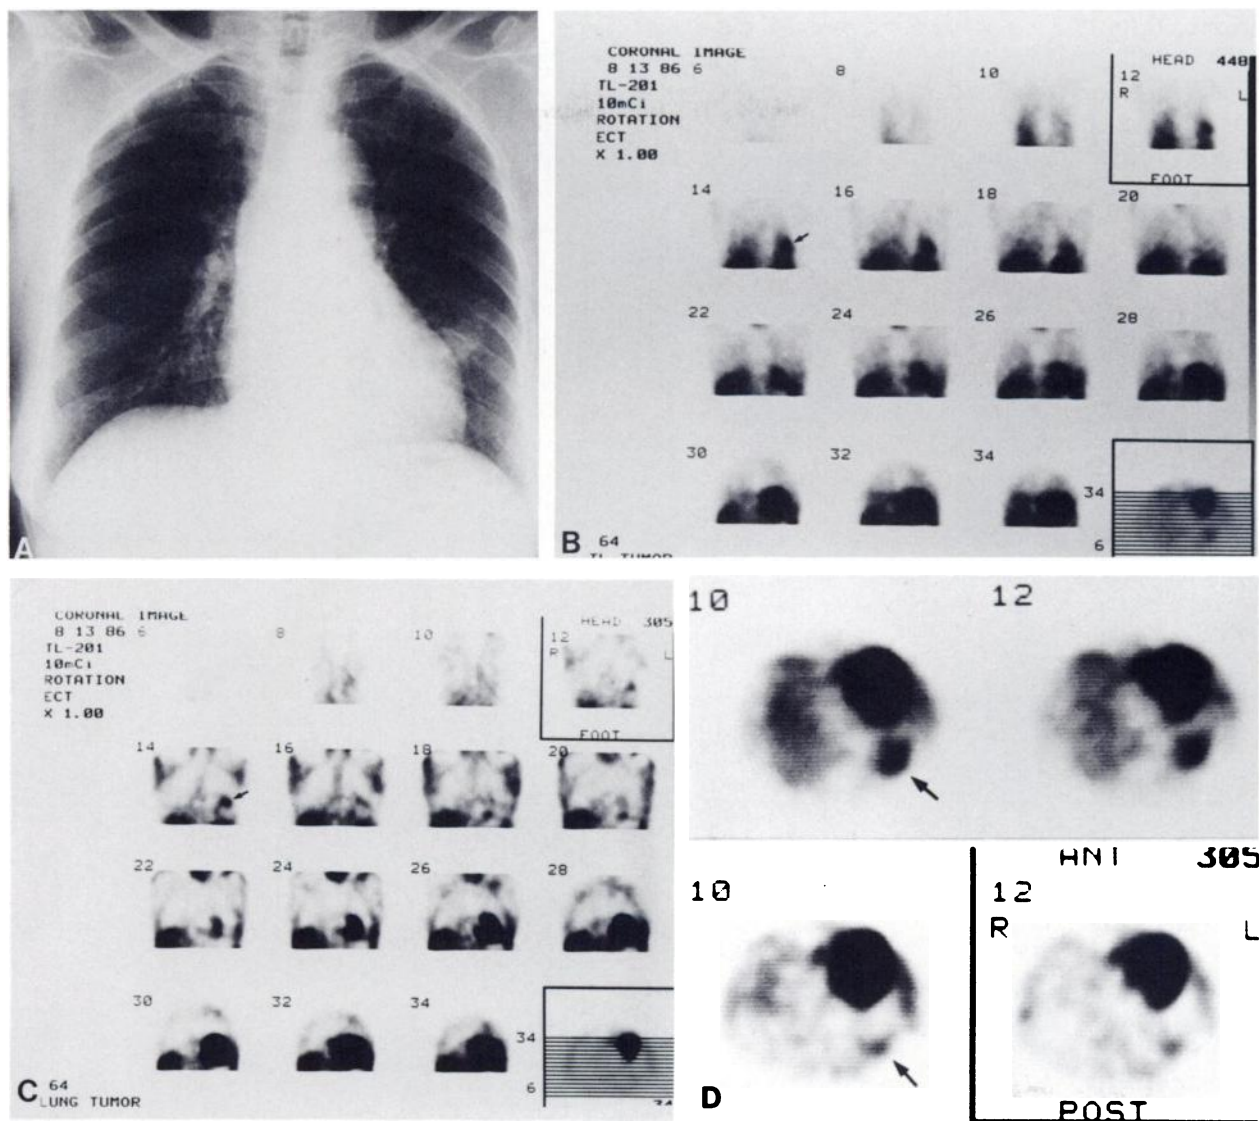 A
CORONAL IMAGE
8 13 86 6
TL-201
10mCi
ROTATION
ECT
X 1.00
8
10
HEAD 448
12
R L
FOOT
14
16
18
20
22
24
26
28
30
32
34
34
6
B 64
TL TUMOR
CORONAL IMAGE
8 13 86 6
TL-201
10mCi
ROTATION
ECT
X 1.00
8
10
HEAD 305
12
R L
FOOT
14
16
18
20
22
24
26
28
30
32
34
34
6
C 64
LUNG TUMOR
10
12
10
ANT 305
12
R L
D
POST